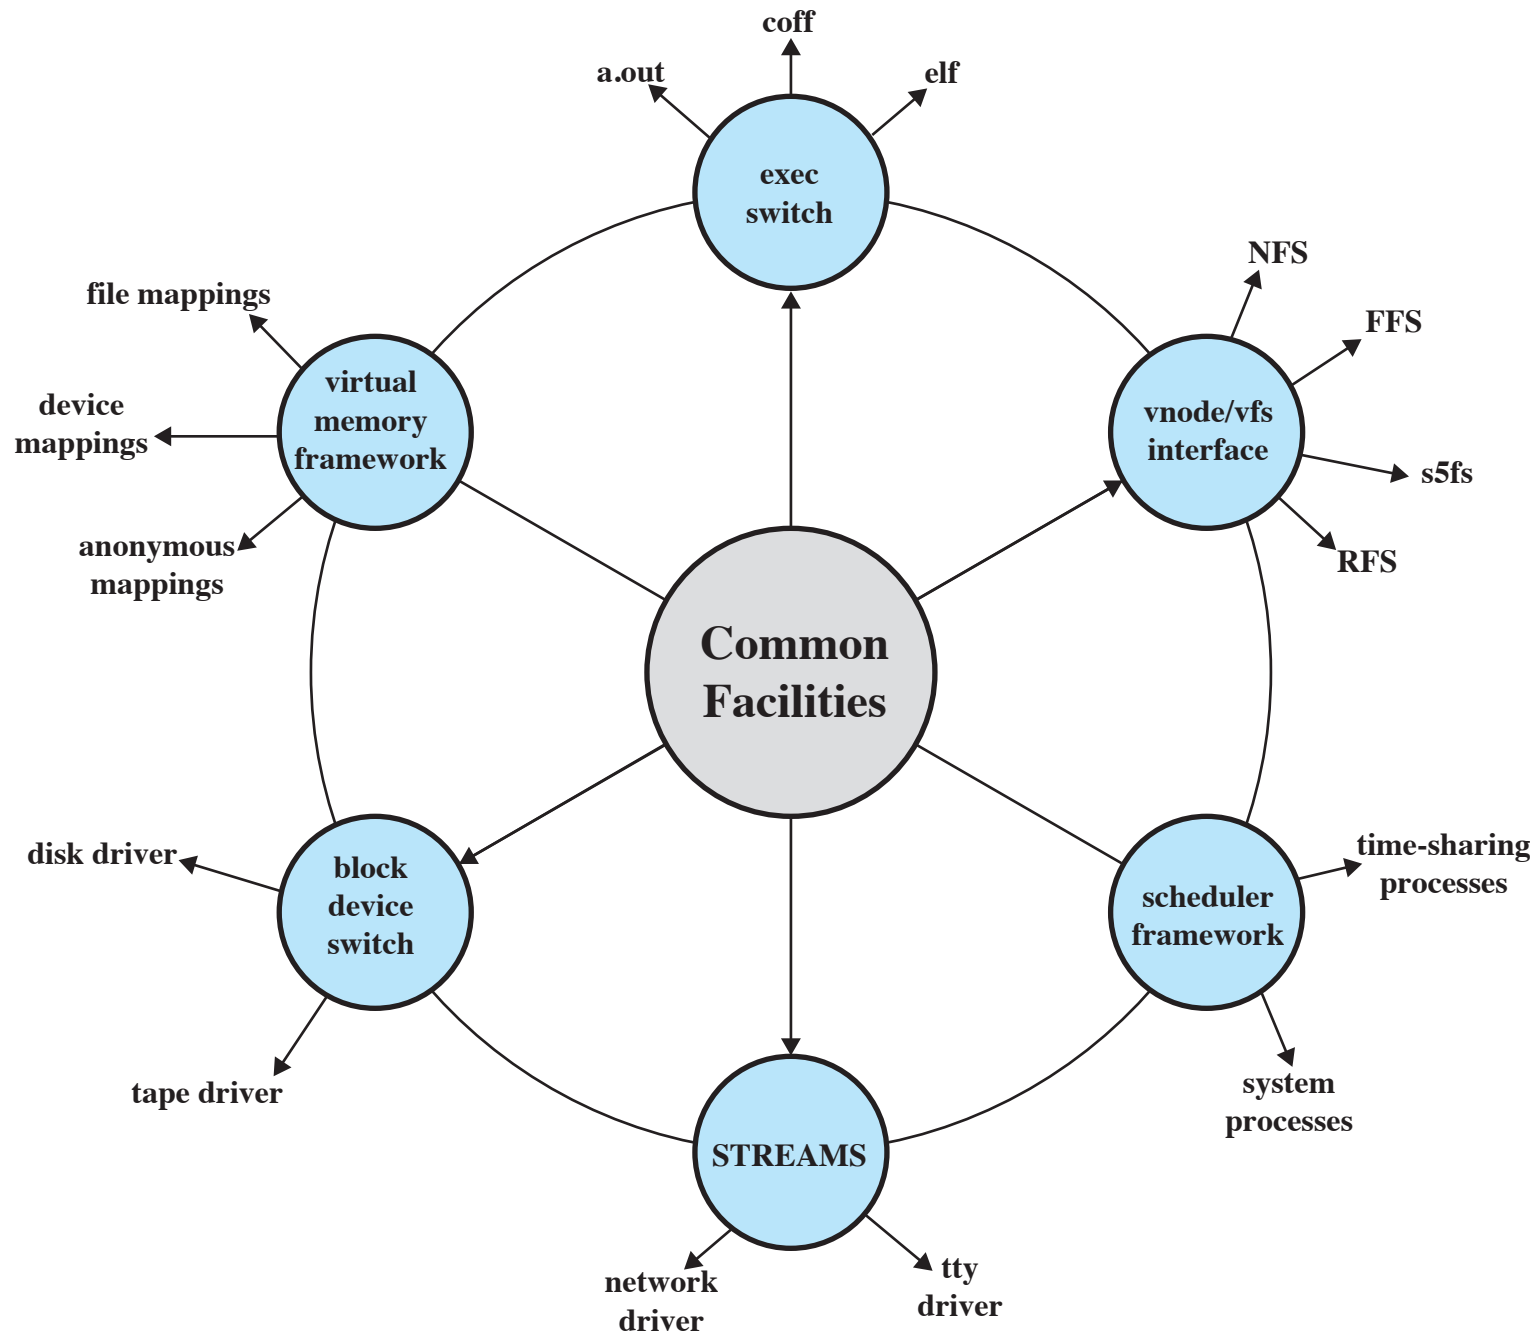 coff
a.out
elf
exec
switch
NFS
FFS
vnode/vfs
interface
s5fs
RFS
file mappings
virtual
memory
framework
device
mappings
anonymous
mappings
Common
Facilities
disk driver
block
device
switch
tape driver
time-sharing
processes
scheduler
framework
system
processes
STREAMS
network
driver
tty
driver